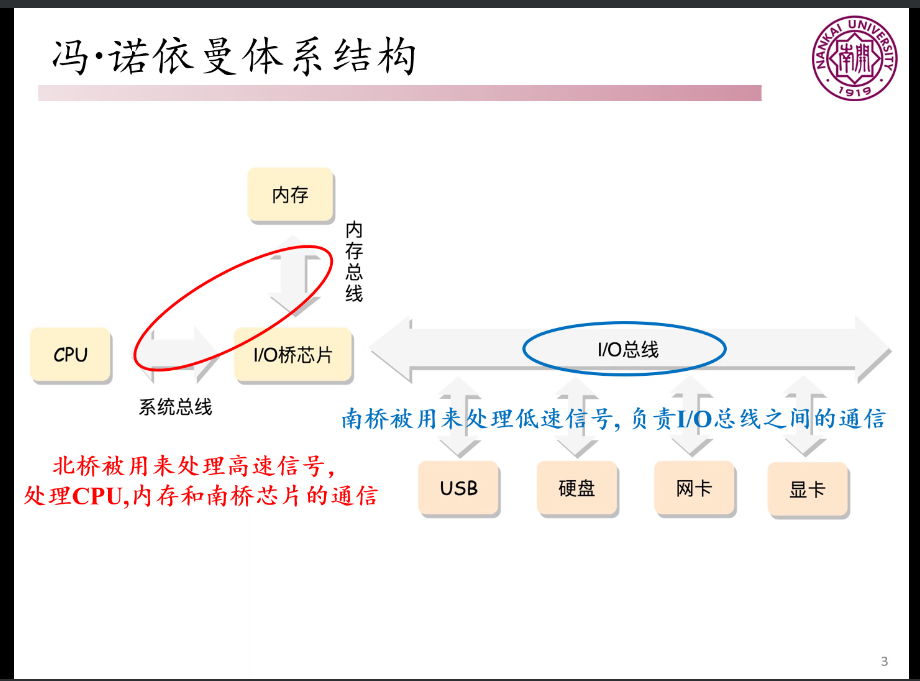 冯·诺依曼体系结构
NANKAI UNIVERSITY
南開
1919
内存
内存总线
CPU
I/O桥芯片
I/O总线
系统总线
南桥被用来处理低速信号, 负责I/O总线之间的通信
北桥被用来处理高速信号,
处理CPU,内存和南桥芯片的通信
USB
硬盘
网卡
显卡
3